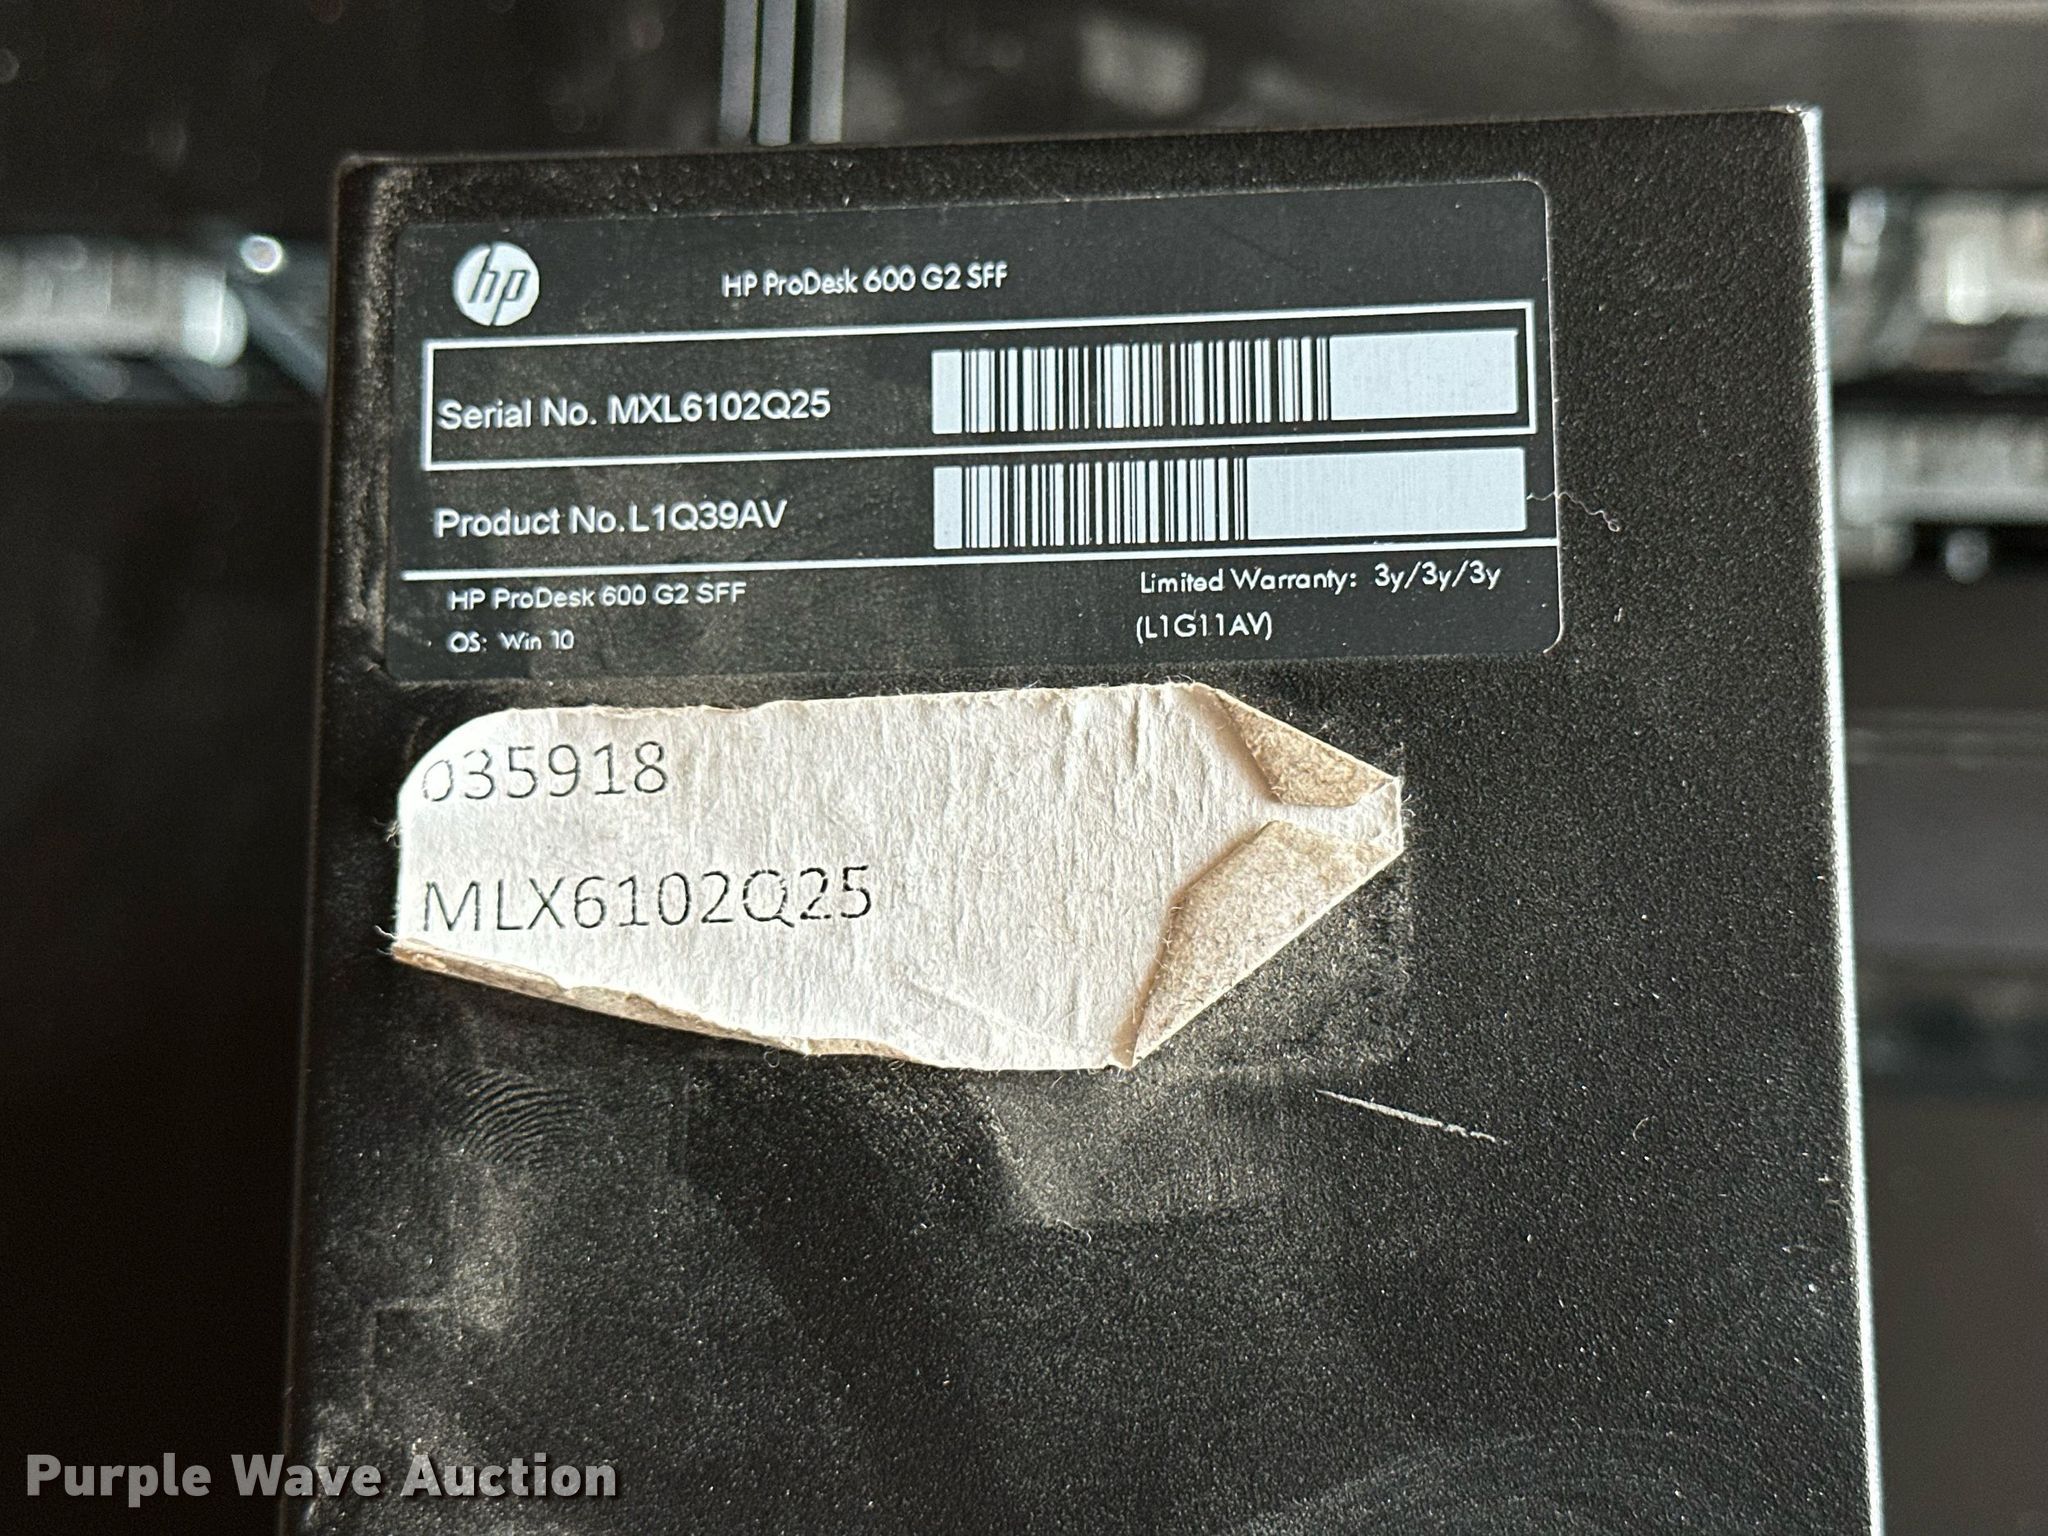 hp
HP ProDesk 600 G2 SFF
Serial No. MXL6102Q25
Product No.L1Q39AV
HP ProDesk 600 G2 SFF
Limited Warranty: 3y/3y/3y
OS: Win 10
(L1G11AV)
035918
MLX6102Q25
Purple Wave Auction